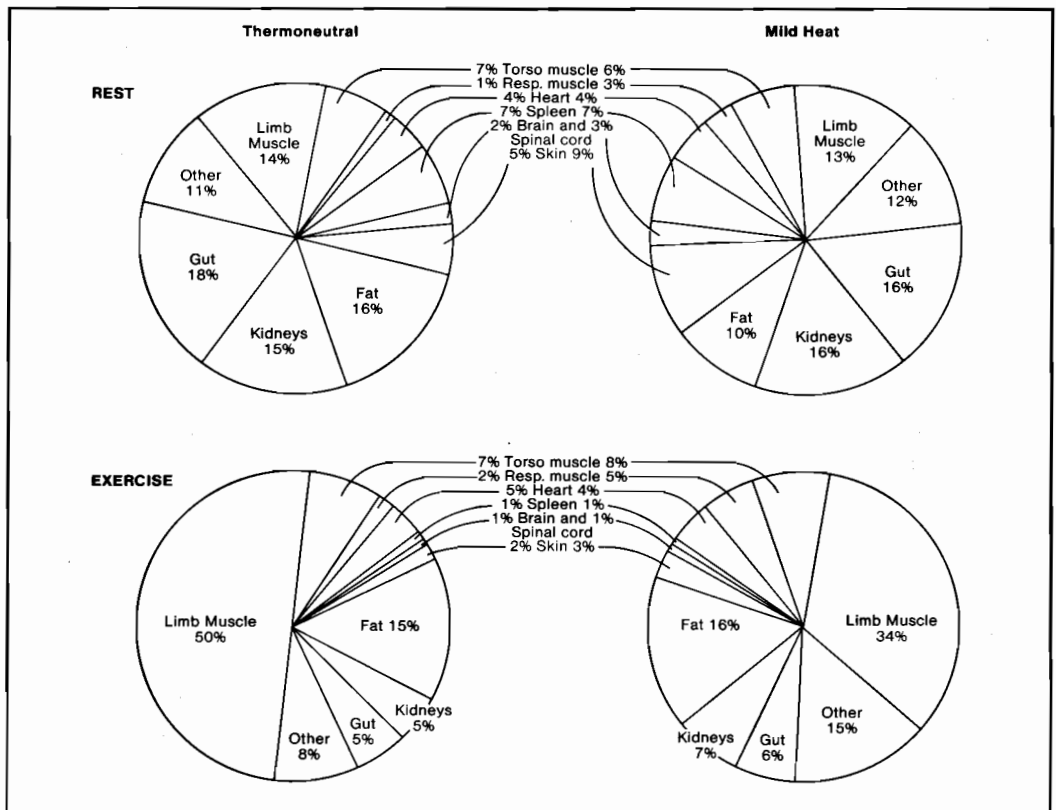 Thermoneutral
Mild Heat
REST
7% Torso muscle 6%
1% Resp. muscle 3%
4% Heart 4%
7% Spleen 7%
2% Brain and 3%
Spinal cord
5% Skin 9%
Limb
Muscle
14%
Other
11%
Gut
18%
Kidneys
15%
Fat
16%
Limb
Muscle
13%
Other
12%
Gut
16%
Kidneys
16%
Fat
10%
EXERCISE
7% Torso muscle 8%
2% Resp. muscle 5%
5% Heart 4%
1% Spleen 1%
1% Brain and 1%
Spinal cord
2% Skin 3%
Limb Muscle
50%
Fat 15%
Kidneys
5%
Gut
5%
Other
8%
Fat 16%
Limb Muscle
34%
Other
15%
Gut
6%
Kidneys
7%